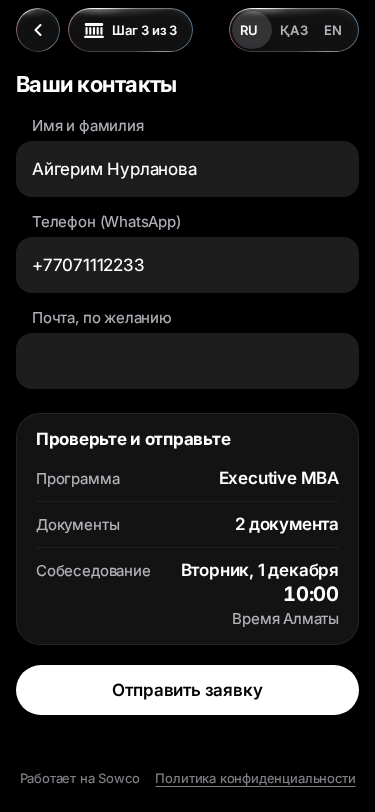 Шаг 3 из 3
RU ҚАЗ EN
Ваши контакты
Имя и фамилия
Айгерим Нурланова
Телефон (WhatsApp)
+77071112233
Почта, по желанию
Проверьте и отправьте
Программа Executive MBA
Документы 2 документа
Собеседование Вторник, 1 декабря
10:00
Время Алматы
Отправить заявку
Работает на Sowco Политика конфиденциальности